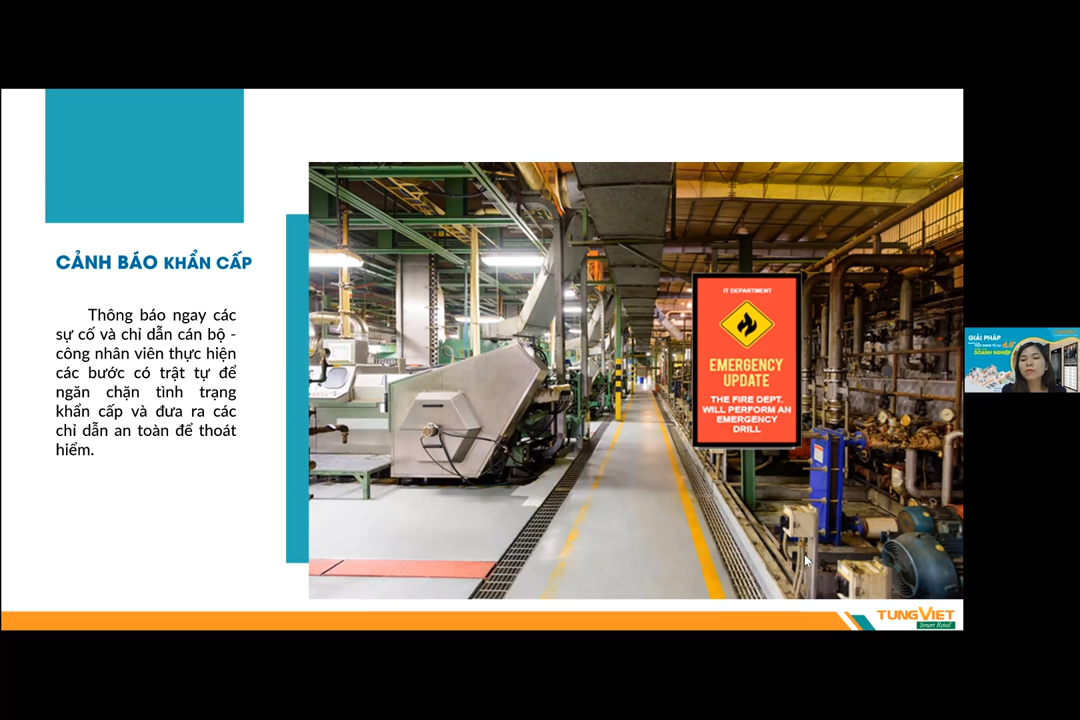 CẢNH BÁO KHẨN CẤP
Thông báo ngay các
sự cố và chỉ dẫn cán bộ -
công nhân viên thực hiện
các bước có trật tự để
ngăn chặn tình trạng
khẩn cấp và đưa ra các
chỉ dẫn an toàn để thoát
hiểm.
IT DEPARTMENT
EMERGENCY
UPDATE
THE FIRE DEPT.
WILL PERFORM AN
EMERGENCY
DRILL
TUNGVIET
Smart Retail
GIẢI PHÁP
DOANH NGHIỆP